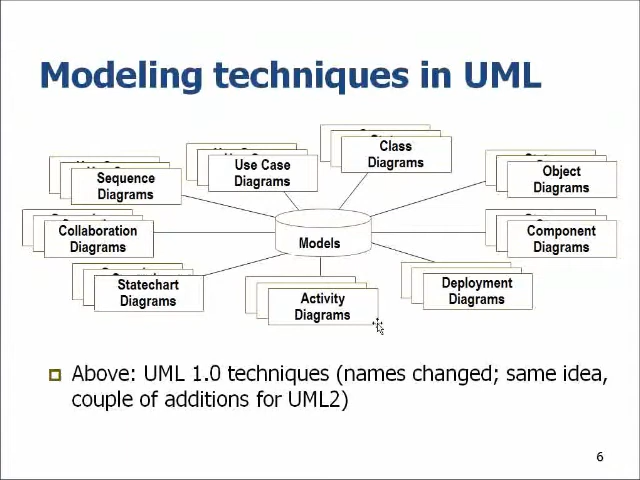 Modeling techniques in UML
Class
Diagrams
Use Case
Diagrams
Sequence
Diagrams
Object
Diagrams
Collaboration
Diagrams
Models
Component
Diagrams
Statechart
Diagrams
Activity
Diagrams
Deployment
Diagrams
Above: UML 1.0 techniques (names changed; same idea,
couple of additions for UML2)
6